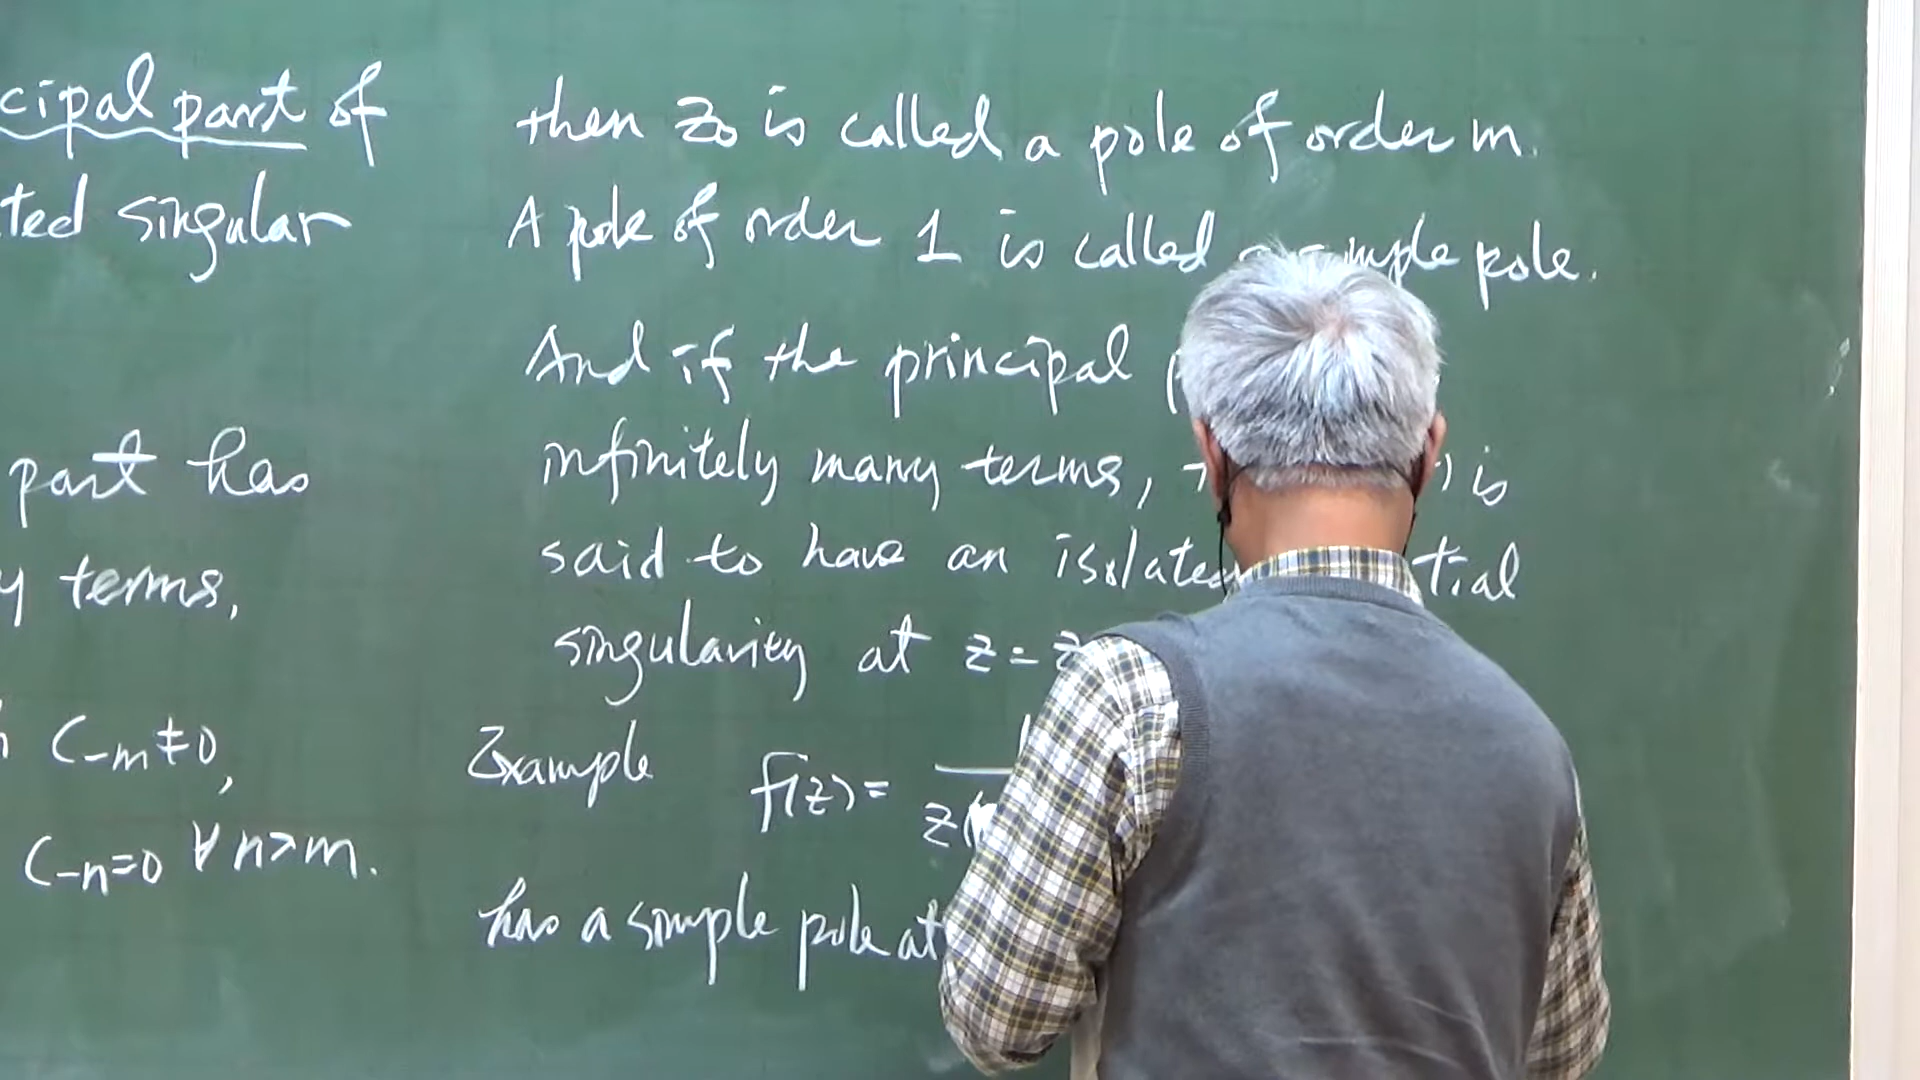 cipal part of
ted singular
part has
y terms,
C-m≠0,
C-n=0 ∀ n>m.
then z₀ is called a pole of order m.
A pole of order 1 is called simple pole.
And if the principal
infinitely many terms, is
said to have an isolated tial
singularity at z = z
Example f(z) = 1
z(
has a simple pole at